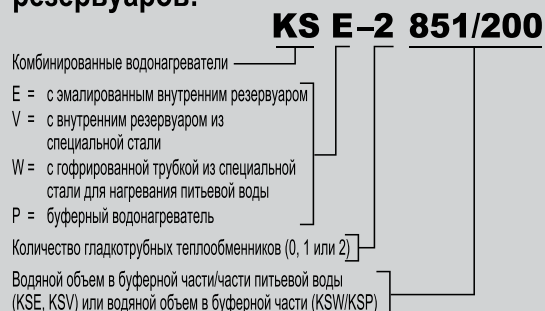 резервуаров:
KS E–2 851/200
Комбинированные водонагреватели
E = с эмалированным внутренним резервуаром
V = с внутренним резервуаром из
специальной стали
W = с гофрированной трубкой из специальной
стали для нагревания питьевой воды
P = буферный водонагреватель
Количество гладкотрубных теплообменников (0, 1 или 2)
Водяной объем в буферной части/части питьевой воды
(KSE, KSV) или водяной объем в буферной части (KSW/KSP)